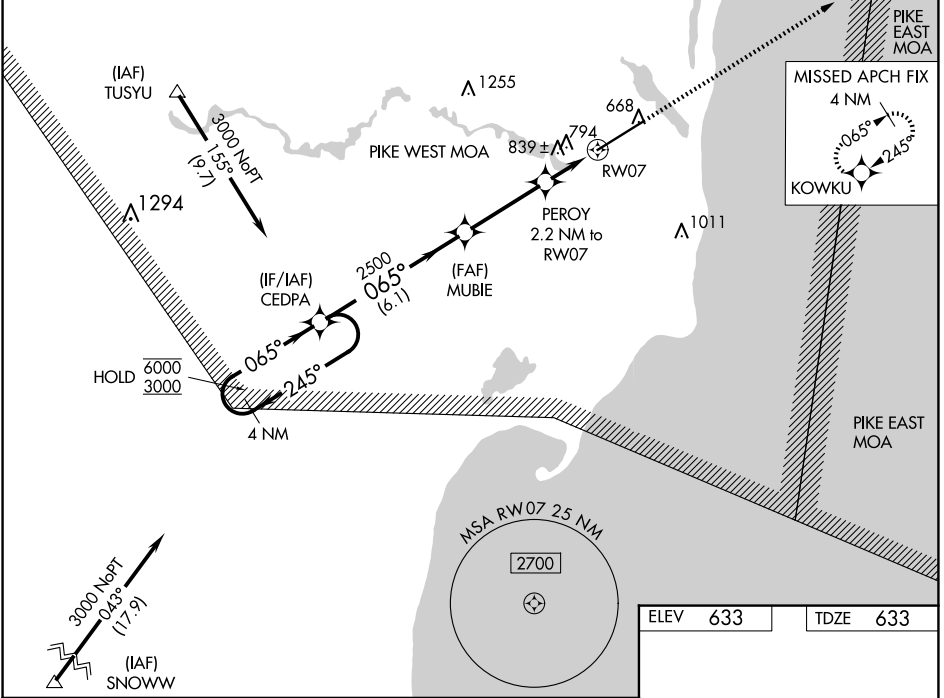 PIKE
EAST
MOA
(IAF)
TUSYU
3000 NoPT
155°
(9.7)
1255
668
794
839 ±
PIKE WEST MOA
RW07
MISSED APCH FIX
4 NM
065°
245°
KOWKU
1294
PEROY
2.2 NM to
RW07
1011
(FAF)
MUBIE
2500
065°
(6.1)
(IF/IAF)
CEDPA
065°
245°
HOLD
6000
3000
4 NM
PIKE EAST
MOA
MSA RW07 25 NM
2700
3000 NoPT
043°
(17.9)
(IAF)
SNOWW
ELEV 633
TDZE 633